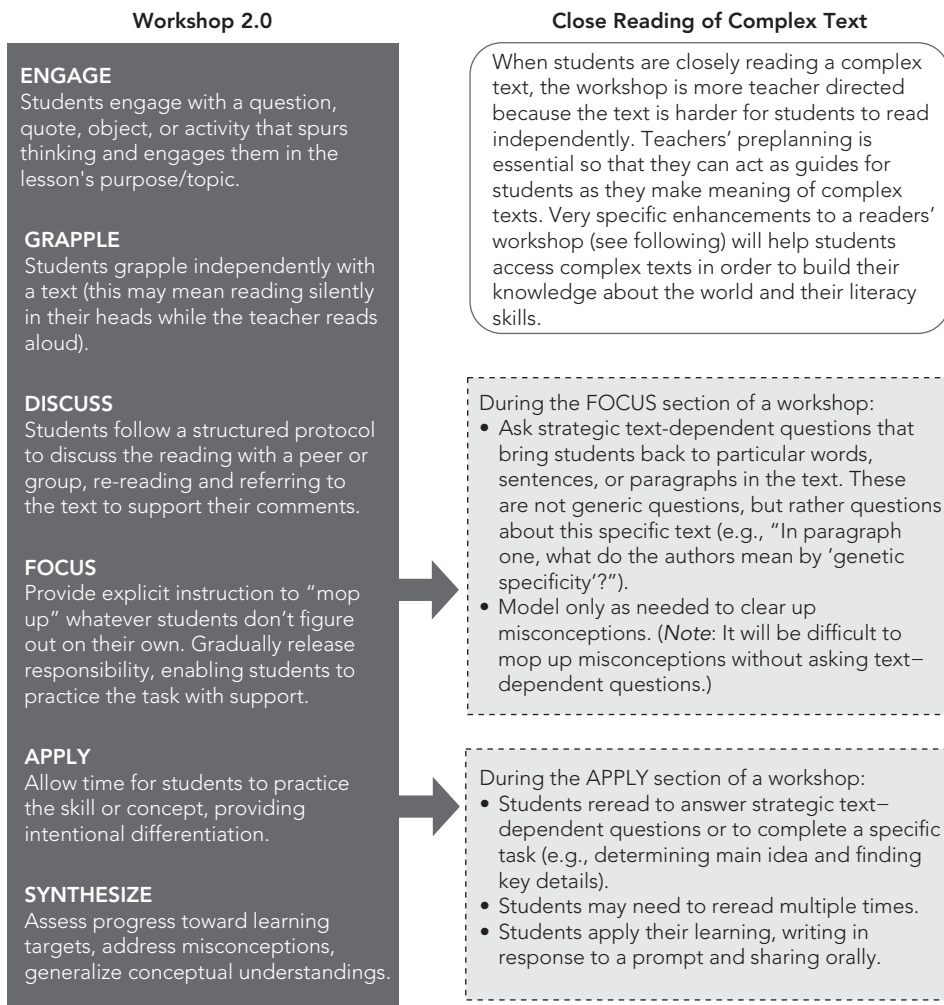 Workshop 2.0
ENGAGE
Students engage with a question,
quote, object, or activity that spurs
thinking and engages them in the
lesson's purpose/topic.
GRAPPLE
Students grapple independently with
a text (this may mean reading silently
in their heads while the teacher reads
aloud).
DISCUSS
Students follow a structured protocol
to discuss the reading with a peer or
group, re-reading and referring to
the text to support their comments.
FOCUS
Provide explicit instruction to “mop
up” whatever students don’t figure
out on their own. Gradually release
responsibility, enabling students to
practice the task with support.
APPLY
Allow time for students to practice
the skill or concept, providing
intentional differentiation.
SYNTHESIZE
Assess progress toward learning
targets, address misconceptions,
generalize conceptual understandings.
Close Reading of Complex Text
When students are closely reading a complex
text, the workshop is more teacher directed
because the text is harder for students to read
independently. Teachers’ preplanning is
essential so that they can act as guides for
students as they make meaning of complex
texts. Very specific enhancements to a readers’
workshop (see following) will help students
access complex texts in order to build their
knowledge about the world and their literacy
skills.
During the FOCUS section of a workshop:
• Ask strategic text-dependent questions that
bring students back to particular words,
sentences, or paragraphs in the text. These
are not generic questions, but rather questions
about this specific text (e.g., “In paragraph
one, what do the authors mean by ‘genetic
specificity’?”).
• Model only as needed to clear up
misconceptions. (Note: It will be difficult to
mop up misconceptions without asking text–
dependent questions.)
During the APPLY section of a workshop:
• Students reread to answer strategic text–
dependent questions or to complete a specific
task (e.g., determining main idea and finding
key details).
• Students may need to reread multiple times.
• Students apply their learning, writing in
response to a prompt and sharing orally.